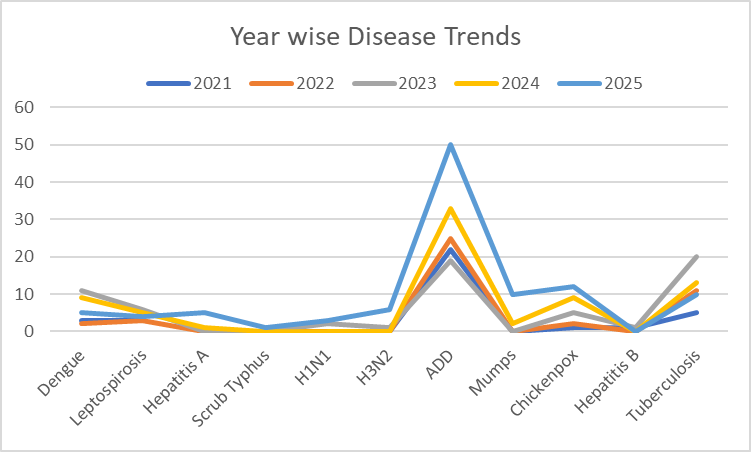 Year wise Disease Trends
2021 2022 2023 2024 2025
60
50
40
30
20
10
0
Dengue
Leptospirosis
Hepatitis A
Scrub Typhus
H1N1
H3N2
ADD
Mumps
Chickenpox
Hepatitis B
Tuberculosis